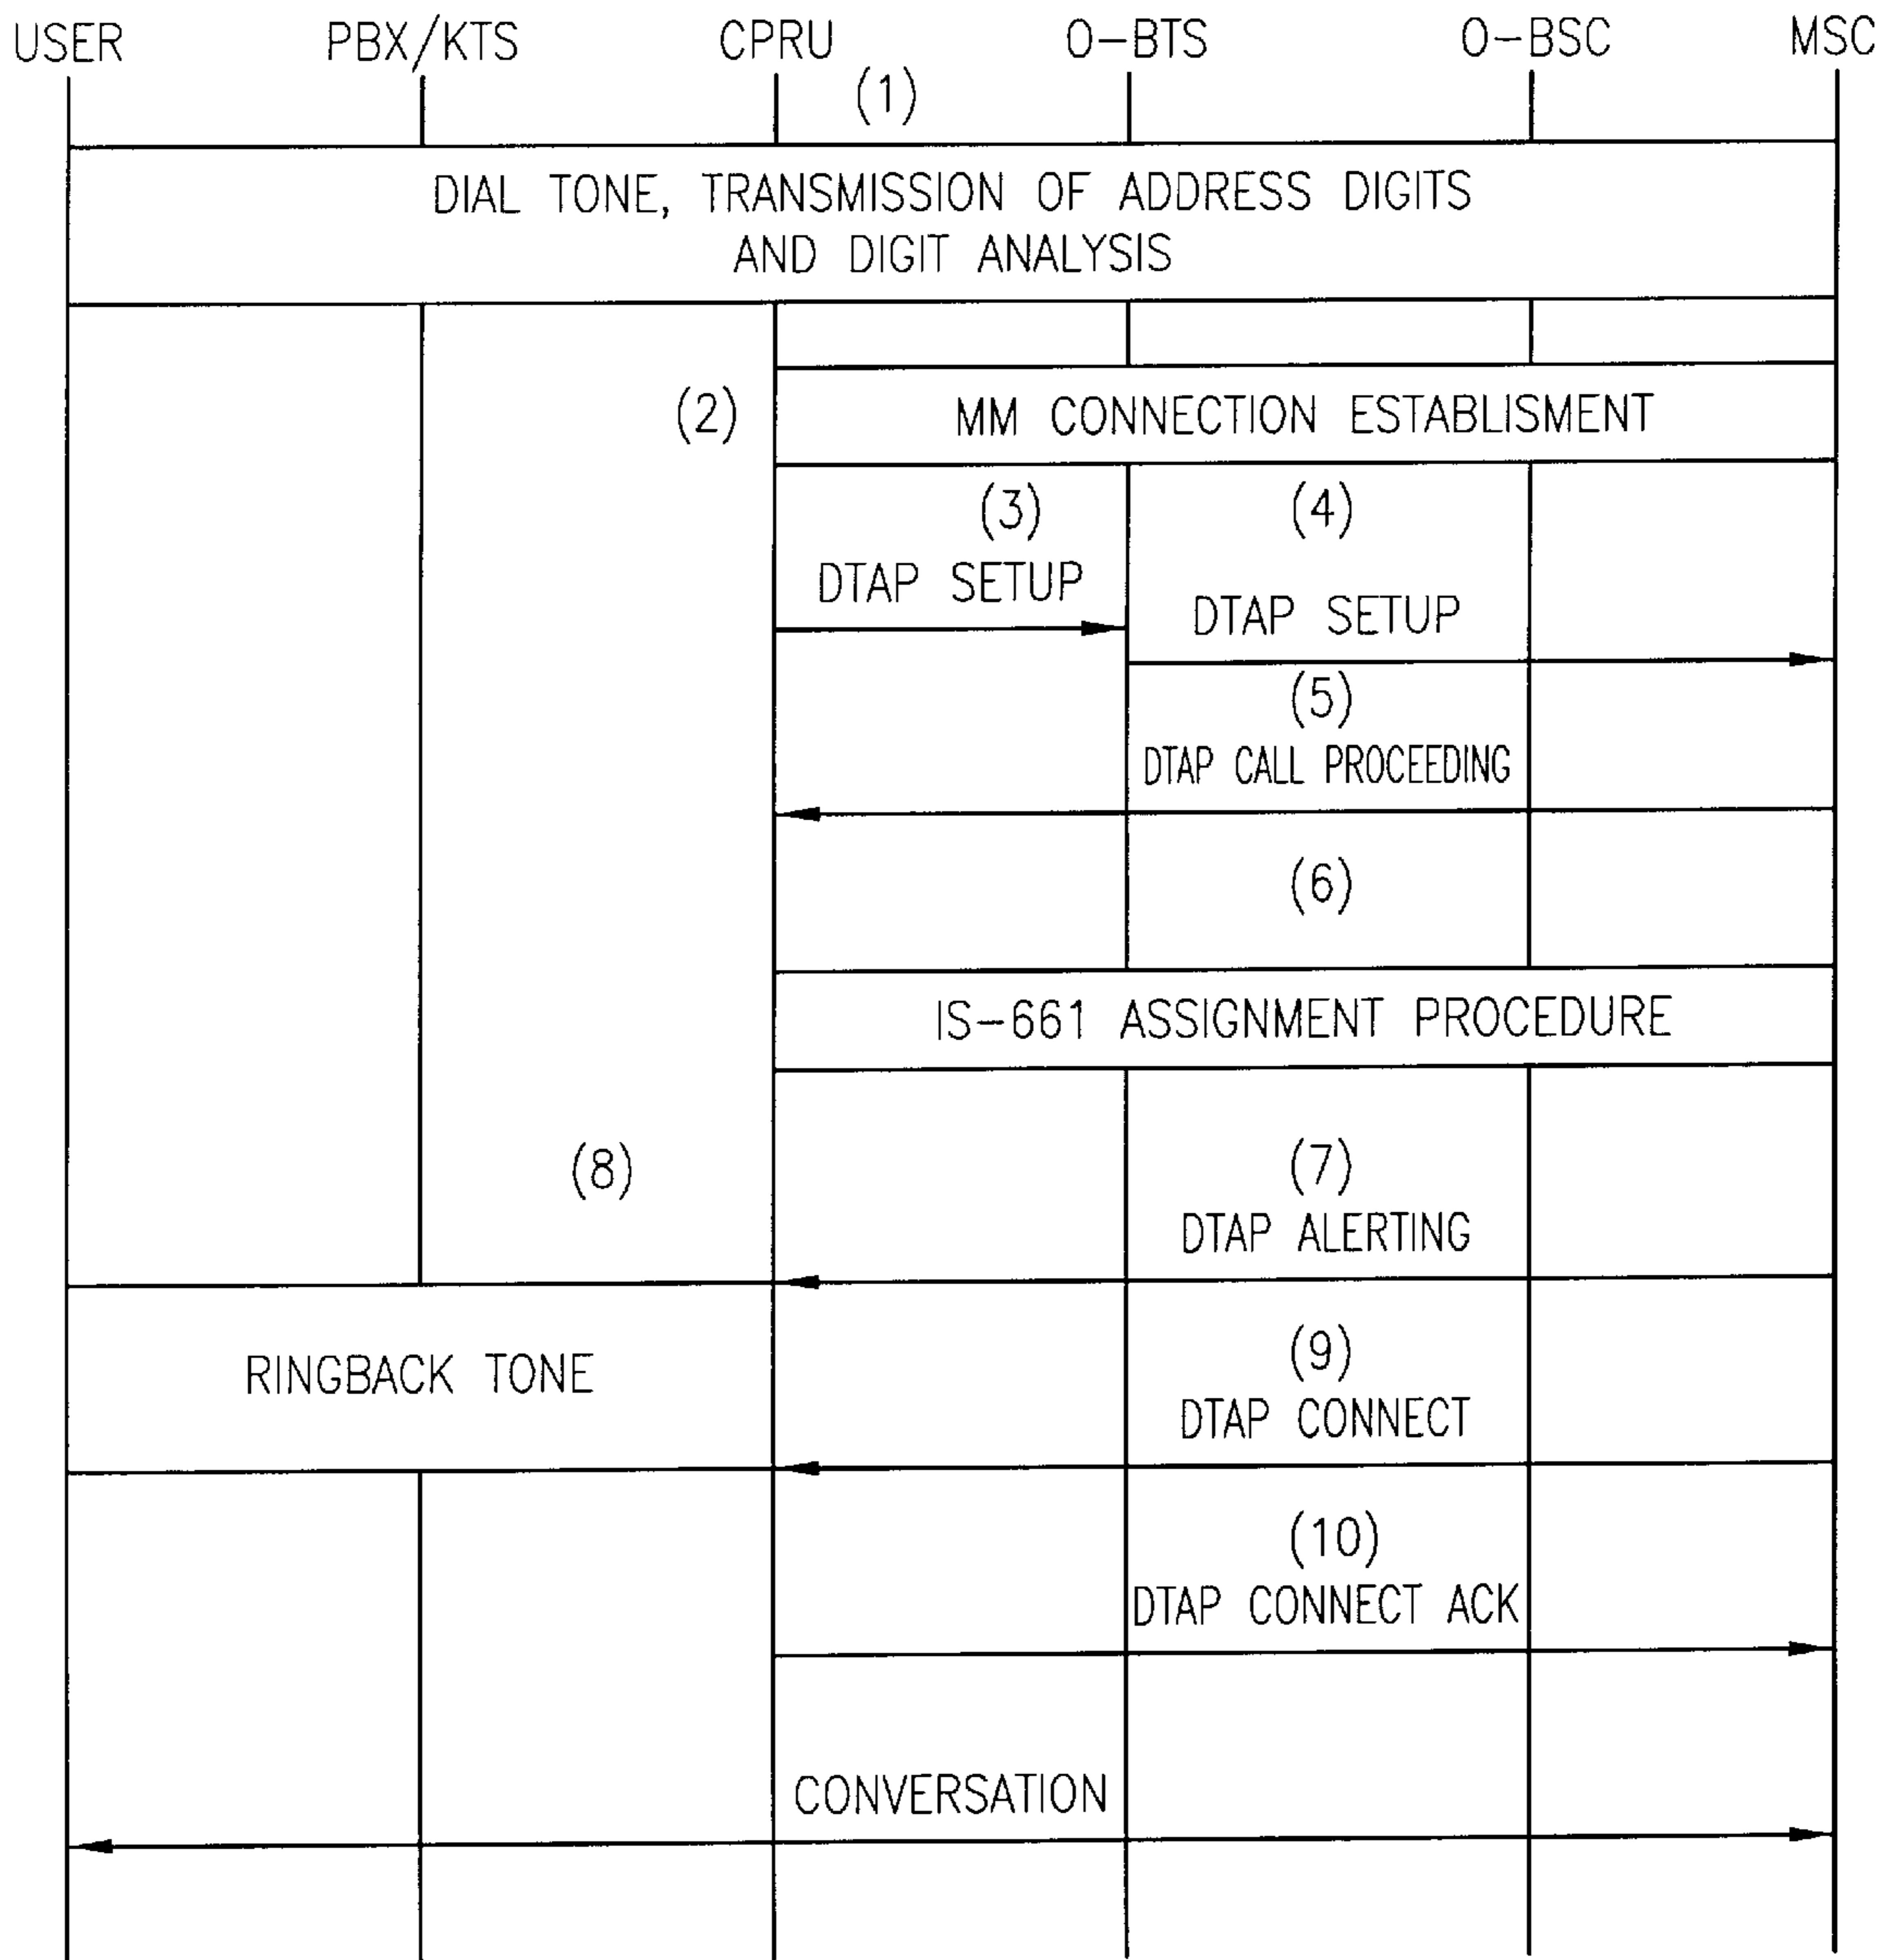 USER PBX/KTS CPRU O-BTS O-BSC MSC
(1)
DIAL TONE, TRANSMISSION OF ADDRESS DIGITS
AND DIGIT ANALYSIS
(2)
MM CONNECTION ESTABLISMENT
(3)
DTAP SETUP
(4)
DTAP SETUP
(5)
DTAP CALL PROCEEDING
(6)
IS-661 ASSIGNMENT PROCEDURE
(8)
(7)
DTAP ALERTING
RINGBACK TONE
(9)
DTAP CONNECT
(10)
DTAP CONNECT ACK
CONVERSATION